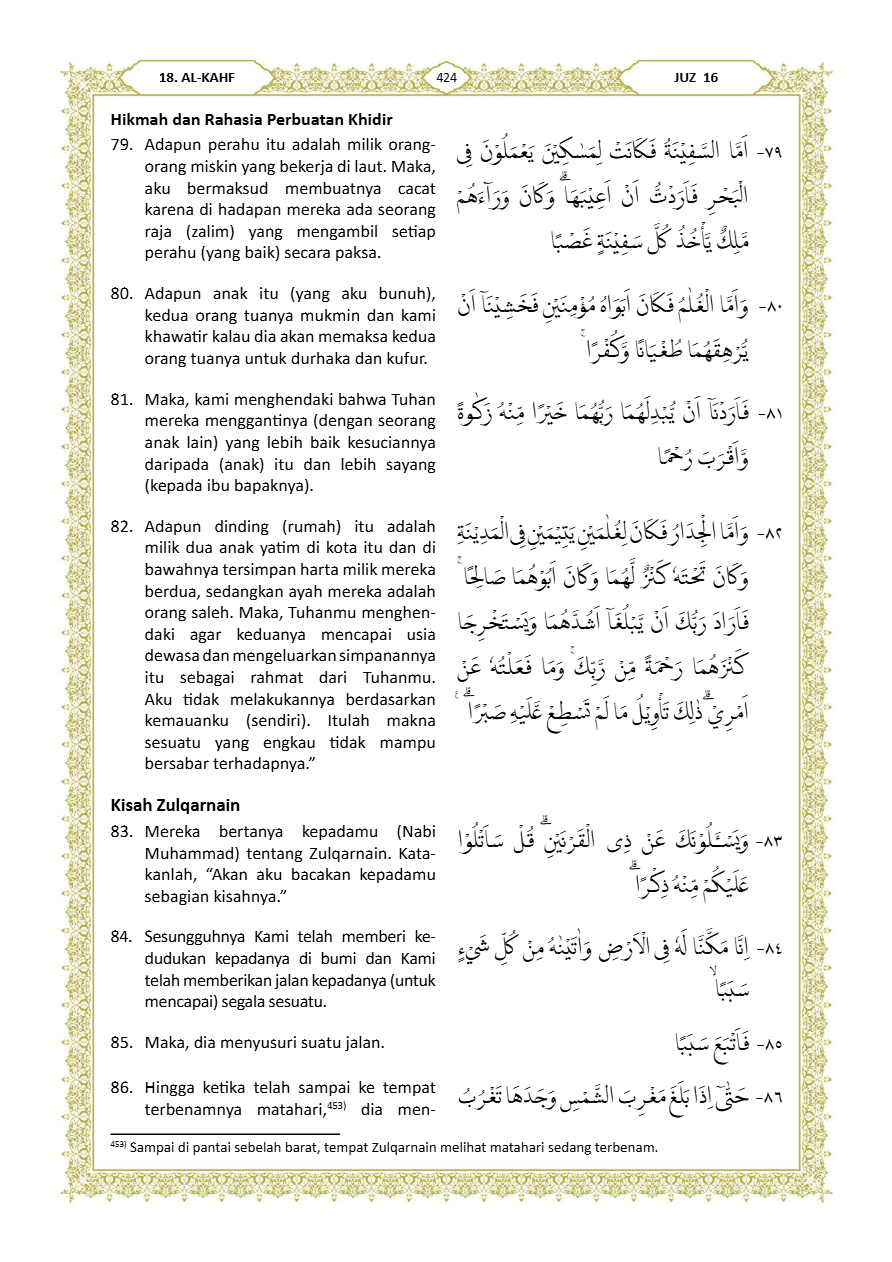 18. AL-KAHF
424
JUZ 16
Hikmah dan Rahasia Perbuatan Khidir
79. Adapun perahu itu adalah milik orang-
orang miskin yang bekerja di laut. Maka,
aku bermaksud membuatnya cacat
karena di hadapan mereka ada seorang
raja (zalim) yang mengambil setiap
perahu (yang baik) secara paksa.
٧٩- اَمَّا السَّفِيْنَةُ فَكَانَتْ لِمَسٰكِيْنَ يَعْمَلُوْنَ فِى
الْبَحْرِ فَاَرَدْتُّ اَنْ اَعِيْبَهَاۗ وَكَانَ وَرَاۤءَهُمْ
مَّلِكٌ يَّأْخُذُ كُلَّ سَفِيْنَةٍ غَصْبًا
80. Adapun anak itu (yang aku bunuh),
kedua orang tuanya mukmin dan kami
khawatir kalau dia akan memaksa kedua
orang tuanya untuk durhaka dan kufur.
٨٠- وَاَمَّا الْغُلٰمُ فَكَانَ اَبَوَاهُ مُؤْمِنَيْنِ فَخَشِيْنَآ اَنْ
يُّرْهِقَهُمَا طُغْيَانًا وَّكُفْرًا ۚ
81. Maka, kami menghendaki bahwa Tuhan
mereka menggantinya (dengan seorang
anak lain) yang lebih baik kesuciannya
daripada (anak) itu dan lebih sayang
(kepada ibu bapaknya).
٨١- فَاَرَدْنَآ اَنْ يُّبْدِلَهُمَا رَبُّهُمَا خَيْرًا مِّنْهُ زَكٰوةً
وَّاَقْرَبَ رُحْمًا
82. Adapun dinding (rumah) itu adalah
milik dua anak yatim di kota itu dan di
bawahnya tersimpan harta milik mereka
berdua, sedangkan ayah mereka adalah
orang saleh. Maka, Tuhanmu menghen-
daki agar keduanya mencapai usia
dewasa dan mengeluarkan simpanannya
itu sebagai rahmat dari Tuhanmu.
Aku tidak melakukannya berdasarkan
kemauanku (sendiri). Itulah makna
sesuatu yang engkau tidak mampu
bersabar terhadapnya.”
٨٢- وَاَمَّا الْجِدَارُ فَكَانَ لِغُلٰمَيْنِ يَتِيْمَيْنِ فِى الْمَدِيْنَةِ
وَكَانَ تَحْتَهٗ كَنْزٌ لَّهُمَا وَكَانَ اَبُوْهُمَا صَالِحًا ۚ
فَاَرَادَ رَبُّكَ اَنْ يَّبْلُغَآ اَشُدَّهُمَا وَيَسْتَخْرِجَا
كَنْزَهُمَا رَحْمَةً مِّنْ رَّبِّكَۚ وَمَا فَعَلْتُهٗ عَنْ
اَمْرِيْۗ ذٰلِكَ تَأْوِيْلُ مَا لَمْ تَسْطِعْ عَّلَيْهِ صَبْرًاۗ ࣖ
Kisah Zulqarnain
83. Mereka bertanya kepadamu (Nabi
Muhammad) tentang Zulqarnain. Kata-
kanlah, “Akan aku bacakan kepadamu
sebagian kisahnya.”
٨٣- وَيَسْـَٔلُوْنَكَ عَنْ ذِى الْقَرْنَيْنِۗ قُلْ سَاَتْلُوْا
عَلَيْكُمْ مِّنْهُ ذِكْرًاۗ
84. Sesungguhnya Kami telah memberi ke-
dudukan kepadanya di bumi dan Kami
telah memberikan jalan kepadanya (untuk
mencapai) segala sesuatu.
٨٤- اِنَّا مَكَّنَّا لَهٗ فِى الْاَرْضِ وَاٰتَيْنٰهُ مِنْ كُلِّ شَيْءٍ
سَبَبًا ۙ
85. Maka, dia menyusuri suatu jalan.
٨٥- فَاَتْبَعَ سَبَبًا
86. Hingga ketika telah sampai ke tempat
terbenamnya matahari,453) dia men-
٨٦- حَتّٰىٓ اِذَا بَلَغَ مَغْرِبَ الشَّمْسِ وَجَدَهَا تَغْرُبُ
453) Sampai di pantai sebelah barat, tempat Zulqarnain melihat matahari sedang terbenam.